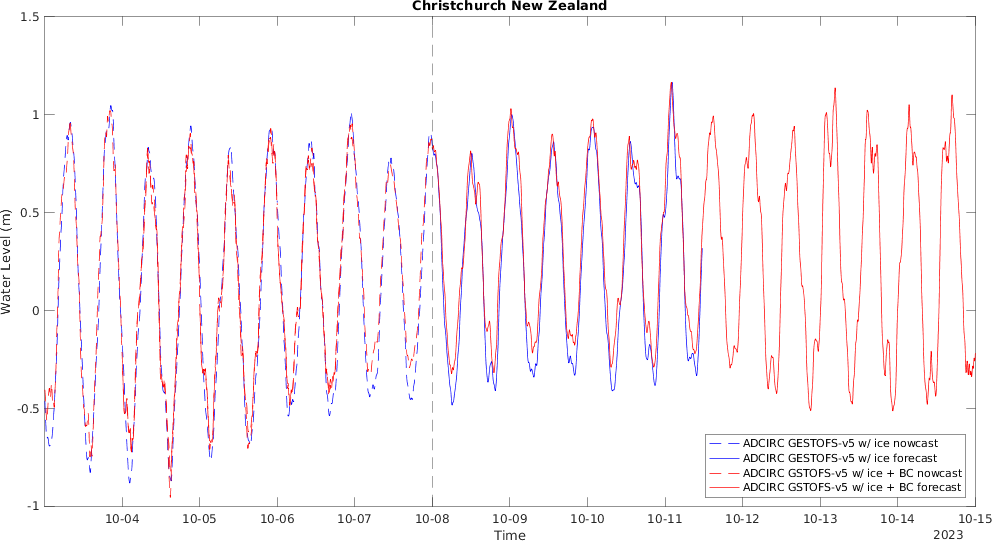 Christchurch New Zealand
1.5
1
0.5
0
-0.5
-1
Water Level (m)
10-04 10-05 10-06 10-07 10-08 10-09 10-10 10-11 10-12 10-13 10-14 10-15
Time
2023
ADCIRC GESTOFS-v5 w/ ice nowcast
ADCIRC GESTOFS-v5 w/ ice forecast
ADCIRC GSTOFS-v5 w/ ice + BC nowcast
ADCIRC GSTOFS-v5 w/ ice + BC forecast